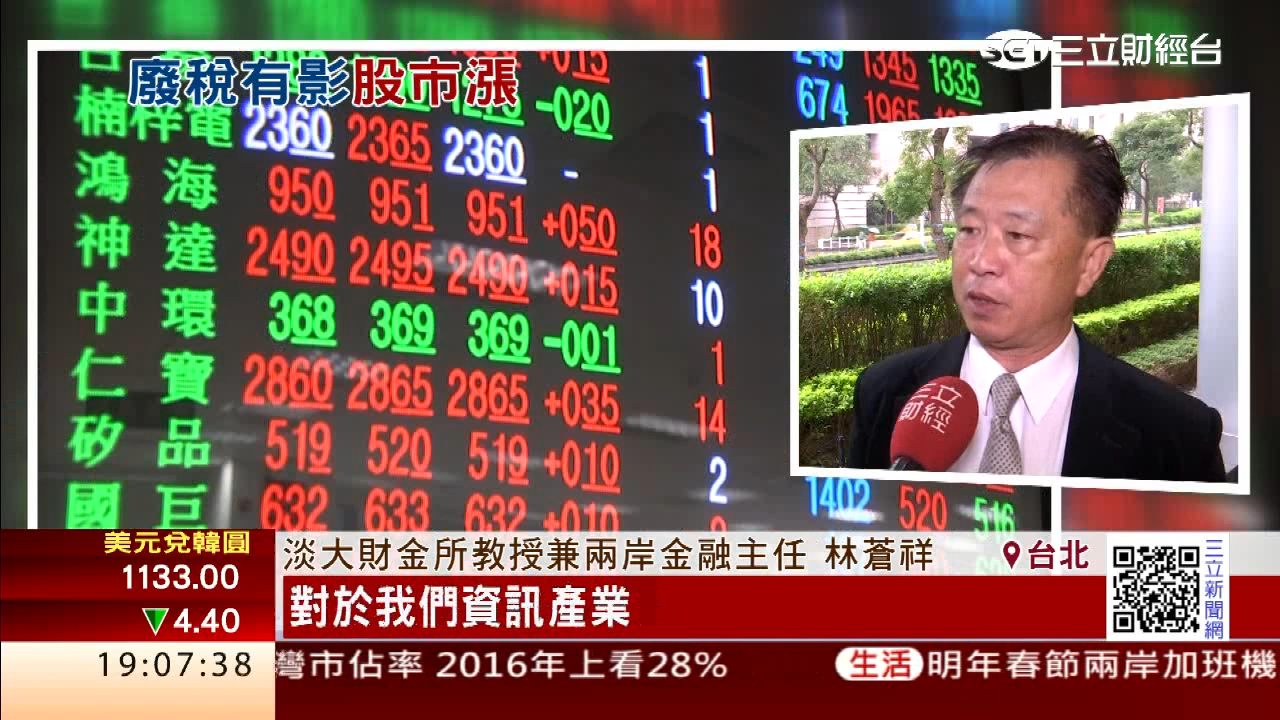 SET 三立財經台
廢稅有影股市漲
249 1345 1335
+015
1
-020
674 1965
楠梓電 2360 2365 2360 - 1
鴻海 950 951 951 +050 18
神達 2490 2495 2490 +015 10
中環 368 369 369 -001 1
仁寶 2860 2865 2865 +035 14
矽品 519 520 519 +010 2
國巨 632 633 632 +010
1402 520 516
三立財經
美元兌韓圓
1133.00
▼4.40
淡大財金所教授兼兩岸金融主任 林蒼祥 台北
對於我們資訊產業
三立新聞網
19:07:38
灣市佔率 2016年上看28% 生活 明年春節兩岸加班機